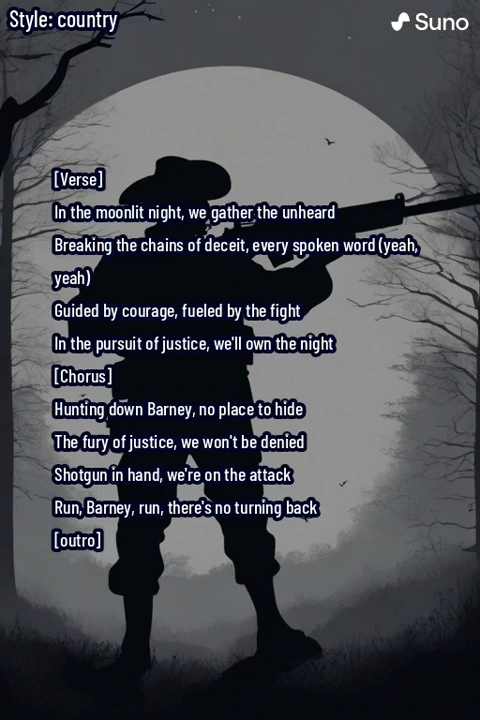 Style: country
Suno
[Verse]
In the moonlit night, we gather the unheard
Breaking the chains of deceit, every spoken word (yeah,
yeah)
Guided by courage, fueled by the fight
In the pursuit of justice, we'll own the night
[Chorus]
Hunting down Barney, no place to hide
The fury of justice, we won't be denied
Shotgun in hand, we're on the attack
Run, Barney, run, there's no turning back
[outro]